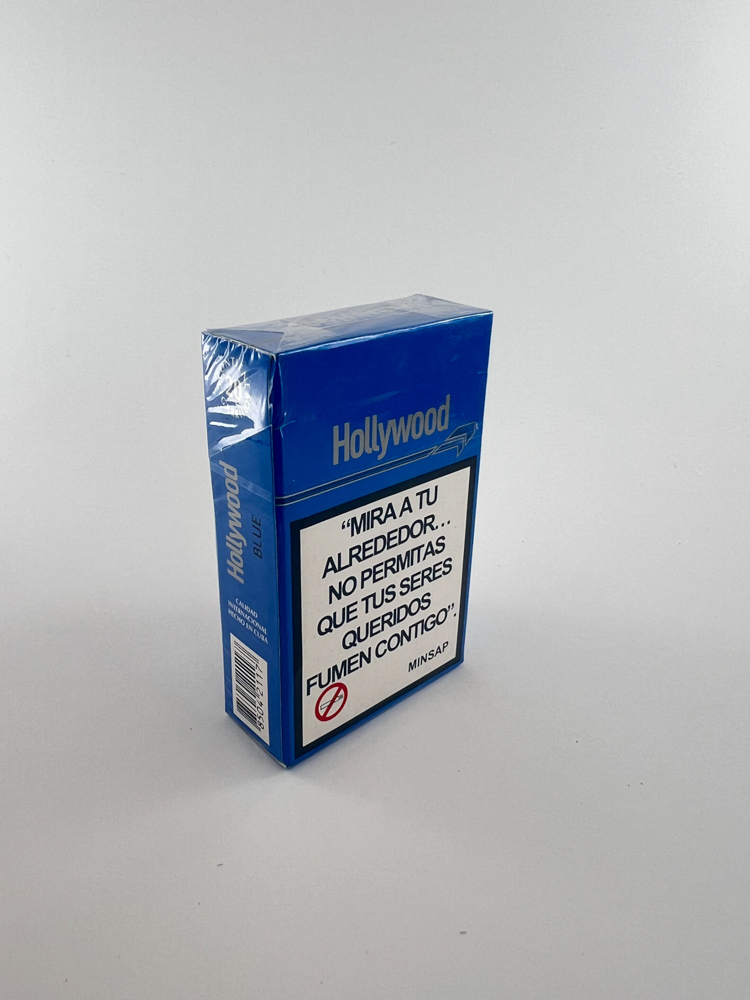 Hollywood
“MIRA A TU
ALREDEDOR...
NO PERMITAS
QUE TUS SERES
QUERIDOS
FUMEN CONTIGO”.
MINSAP
Hollywood
BLUE
CALIDAD
INTERNACIONAL
HECHO EN CUBA